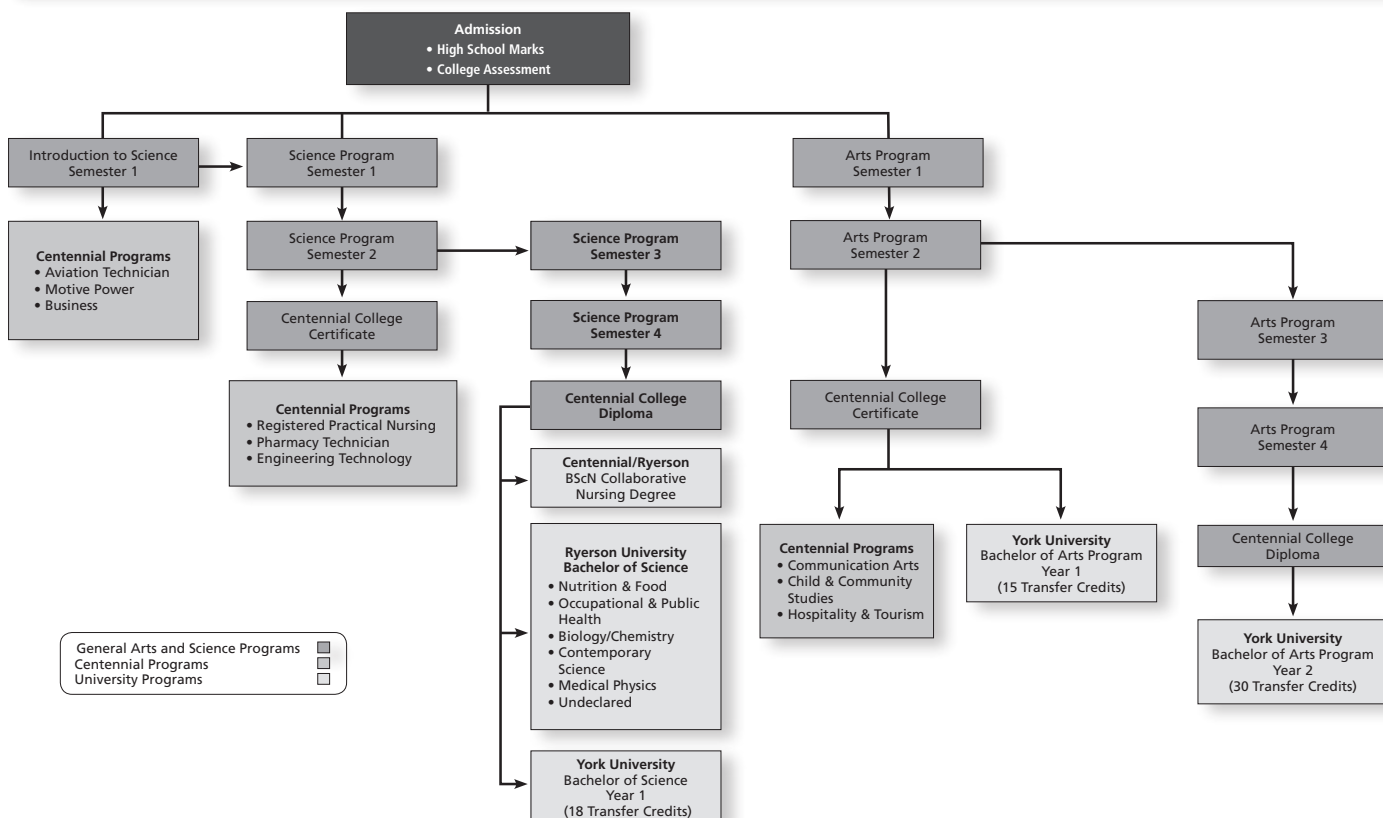 Admission
• High School Marks
• College Assessment
Introduction to Science
Semester 1
Science Program
Semester 1
Arts Program
Semester 1
Centennial Programs
• Aviation Technician
• Motive Power
• Business
Science Program
Semester 2
Science Program
Semester 3
Arts Program
Semester 2
Centennial College
Certificate
Science Program
Semester 4
Arts Program
Semester 3
Centennial Programs
• Registered Practical Nursing
• Pharmacy Technician
• Engineering Technology
Centennial College
Diploma
Centennial College
Certificate
Arts Program
Semester 4
Centennial/Ryerson
BScN Collaborative
Nursing Degree
Ryerson University
Bachelor of Science
• Nutrition & Food
• Occupational & Public
Health
• Biology/Chemistry
• Contemporary
Science
• Medical Physics
• Undeclared
Centennial Programs
• Communication Arts
• Child & Community
Studies
• Hospitality & Tourism
York University
Bachelor of Arts Program
Year 1
(15 Transfer Credits)
Centennial College
Diploma
York University
Bachelor of Arts Program
Year 2
(30 Transfer Credits)
General Arts and Science Programs
Centennial Programs
University Programs
York University
Bachelor of Science
Year 1
(18 Transfer Credits)